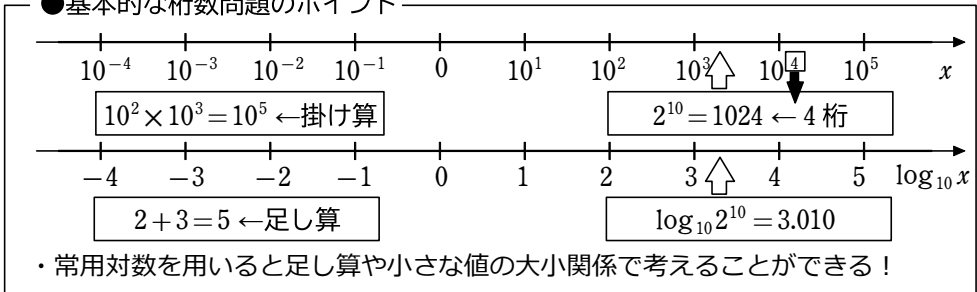 ●基本的な桁数問題のポイント
10⁻⁴ 10⁻³ 10⁻² 10⁻¹ 0 10¹ 10² 10³ 10⁴ 10⁵ x
10²×10³=10⁵ ←掛け算 2¹⁰=1024 ← 4 桁
−4 −3 −2 −1 0 1 2 3 4 5 log₁₀ x
2+3=5 ←足し算 log₁₀2¹⁰=3.010
・常用対数を用いると足し算や小さな値の大小関係で考えることができる！